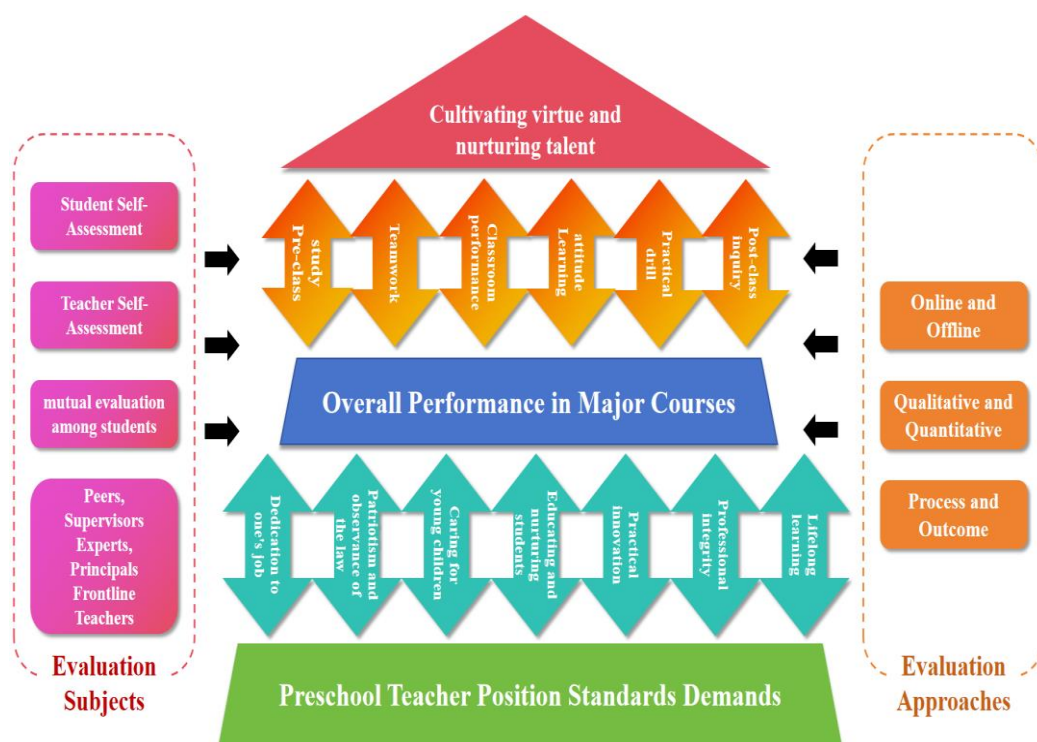 Cultivating virtue and
nurturing talent
Student Self-
Assessment
Teacher Self-
Assessment
mutual evaluation
among students
Peers,
Supervisors
Experts,
Principals
Frontline
Teachers
Evaluation
Subjects
study
Pre-class
Teamwork
Classroom
performance
attitude
Learning
Practical
drill
Post-class
inquiry
Overall Performance in Major Courses
Dedication to
one's job
Patriotism and
observance of
the law
Caring for
young children
Educating and
nurturing
students
Practical
innovation
Professional
integrity
Lifelong
learning
Preschool Teacher Position Standards Demands
Online and
Offline
Qualitative and
Quantitative
Process and
Outcome
Evaluation
Approaches